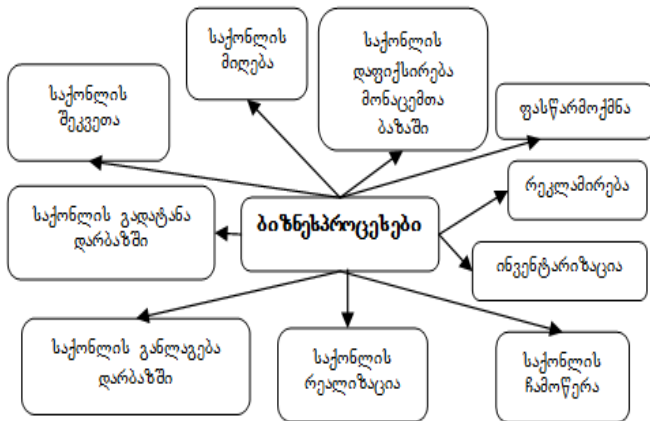 საქონლის
მიღება
საქონლის
დაფიქსირება
მონაცემთა
ბაზაში
საქონლის
შეკვეთა
ფასწარმოქმნა
რეკლამირება
საქონლის გადატანა
დარბაზში
ბიზნესპროცესები
ინვენტარიზაცია
საქონლის განლაგება
დარბაზში
საქონლის
რეალიზაცია
საქონლის
ჩამოწერა